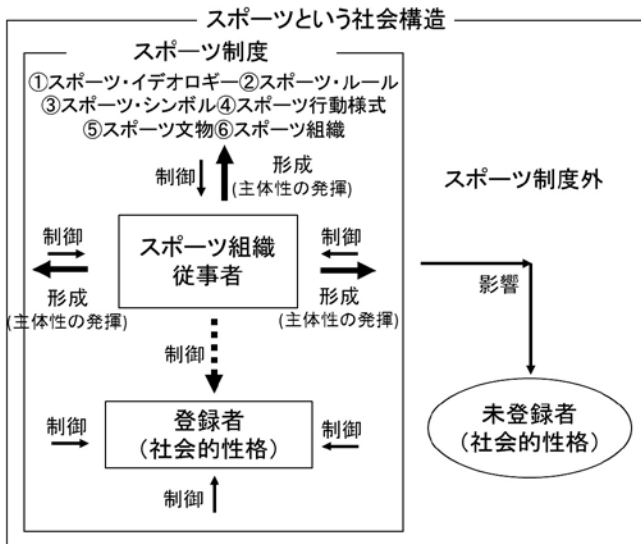 スポーツという社会構造
スポーツ制度
①スポーツ・イデオロギー②スポーツ・ルール
③スポーツ・シンボル④スポーツ行動様式
⑤スポーツ文物⑥スポーツ組織
制御
形成
(主体性の発揮)
スポーツ制度外
制御
スポーツ組織
従事者
制御
形成
(主体性の発揮)
形成
(主体性の発揮)
影響
制御
制御
登録者
(社会的性格)
制御
未登録者
(社会的性格)
制御